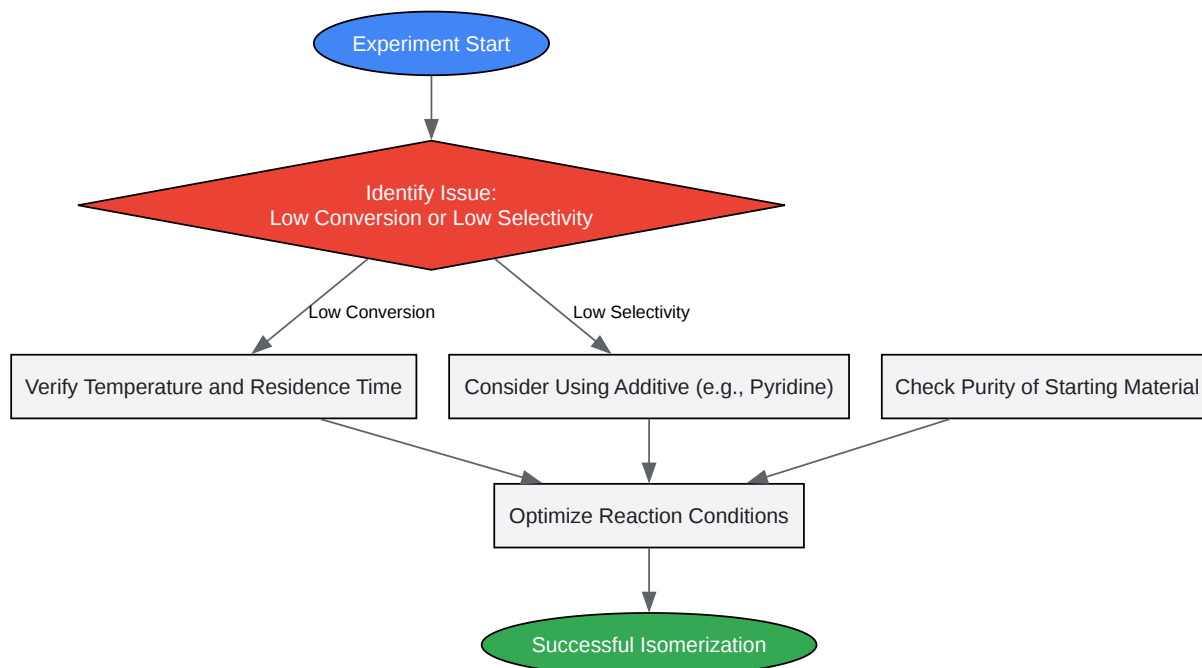 Experiment Start
Identify Issue:
Low Conversion or Low Selectivity
Low Conversion
Low Selectivity
Verify Temperature and Residence Time
Consider Using Additive (e.g., Pyridine)
Check Purity of Starting Material
Optimize Reaction Conditions
Successful Isomerization